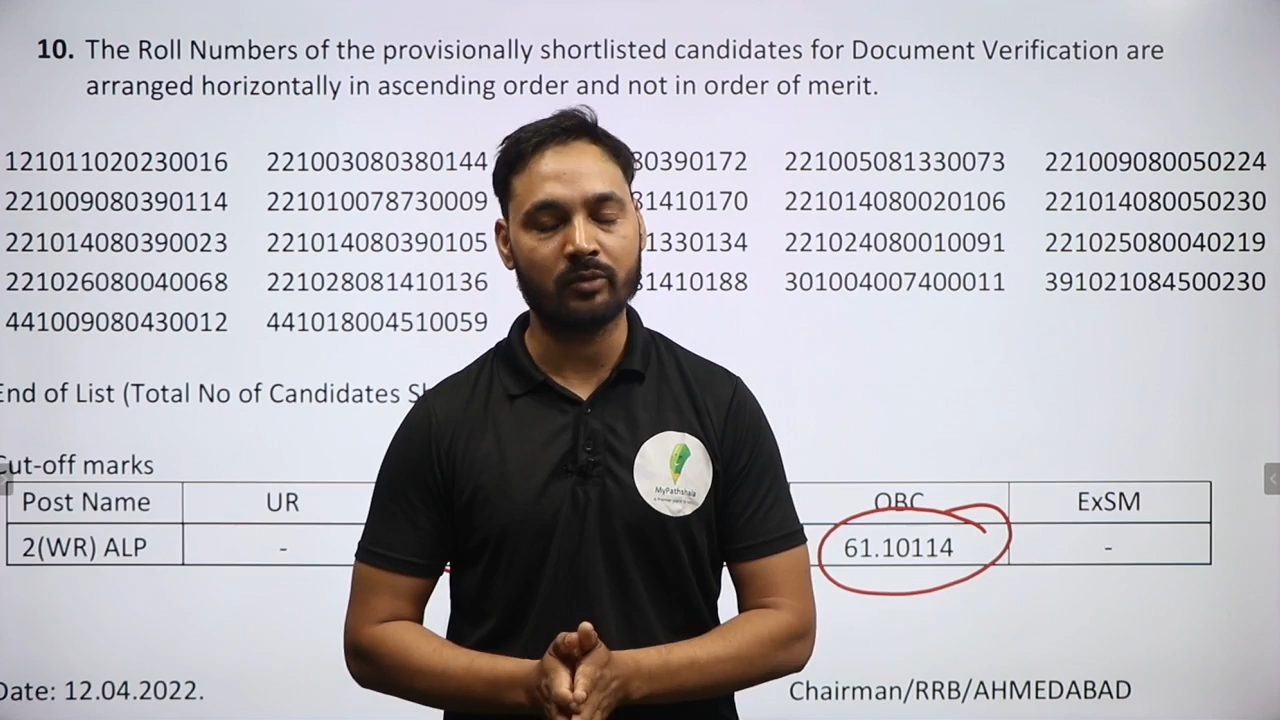 10. The Roll Numbers of the provisionally shortlisted candidates for Document Verification are
arranged horizontally in ascending order and not in order of merit.
121011020230016 221003080380144 80390172 221005081330073 221009080050224
221009080390114 221010078730009 1410170 221014080020106 221014080050230
221014080390023 221014080390105 1330134 221024080010091 221025080040219
221026080040068 221028081410136 1410188 301004007400011 391021084500230
441009080430012 441018004510059
End of List (Total No of Candidates
Cut-off marks
Post Name UR OBC ExSM
2(WR) ALP - 61.10114 -
MyPathshala
Date: 12.04.2022. Chairman/RRB/AHMEDABAD